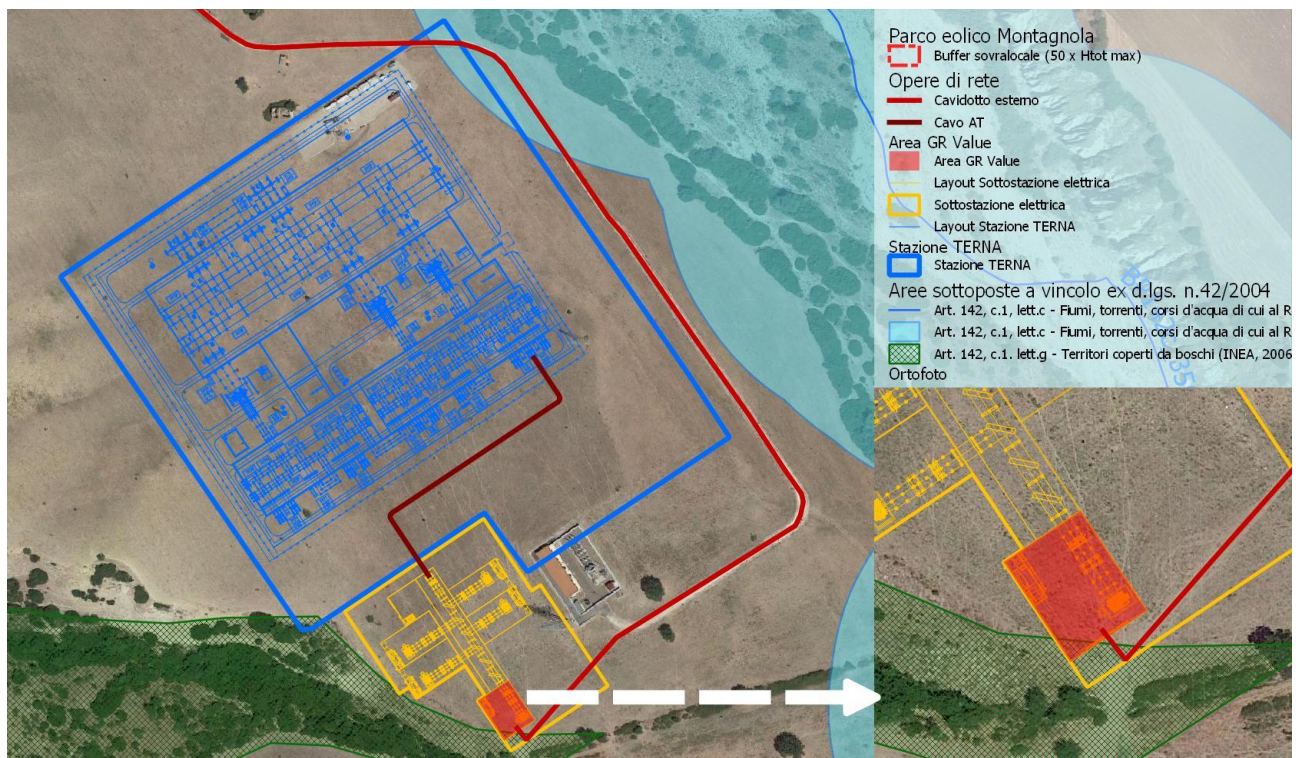 Parco eolico Montagnola
Buffer sovralocale (50 x Htot max)
Opere di rete
Cavidotto esterno
Cavo AT
Area GR Value
Area GR Value
Layout Sottostazione elettrica
Sottostazione elettrica
Layout Stazione TERNA
Stazione TERNA
Stazione TERNA
Aree sottoposte a vincolo ex d.lgs. n.42/2004
Art. 142, c.1, lett.c - Fiumi, torrenti, corsi d'acqua di cui al R
Art. 142, c.1, lett.c - Fiumi, torrenti, corsi d'acqua di cui al R
Art. 142, c.1. lett.g - Territori coperti da boschi (INEA, 2006
Ortofoto